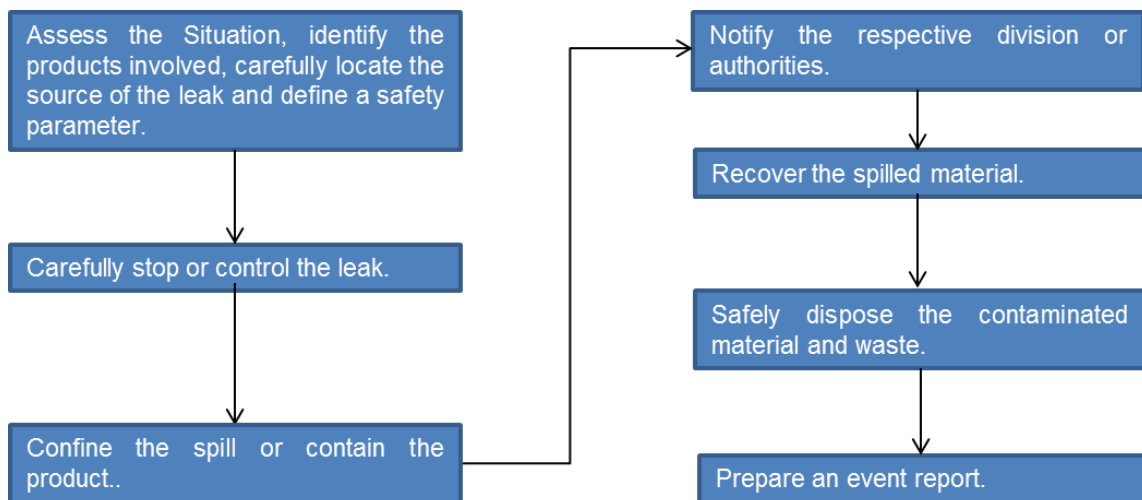 Assess the Situation, identify the
products involved, carefully locate the
source of the leak and define a safety
parameter.
Carefully stop or control the leak.
Confine the spill or contain the
product..
Notify the respective division or
authorities.
Recover the spilled material.
Safely dispose the contaminated
material and waste.
Prepare an event report.